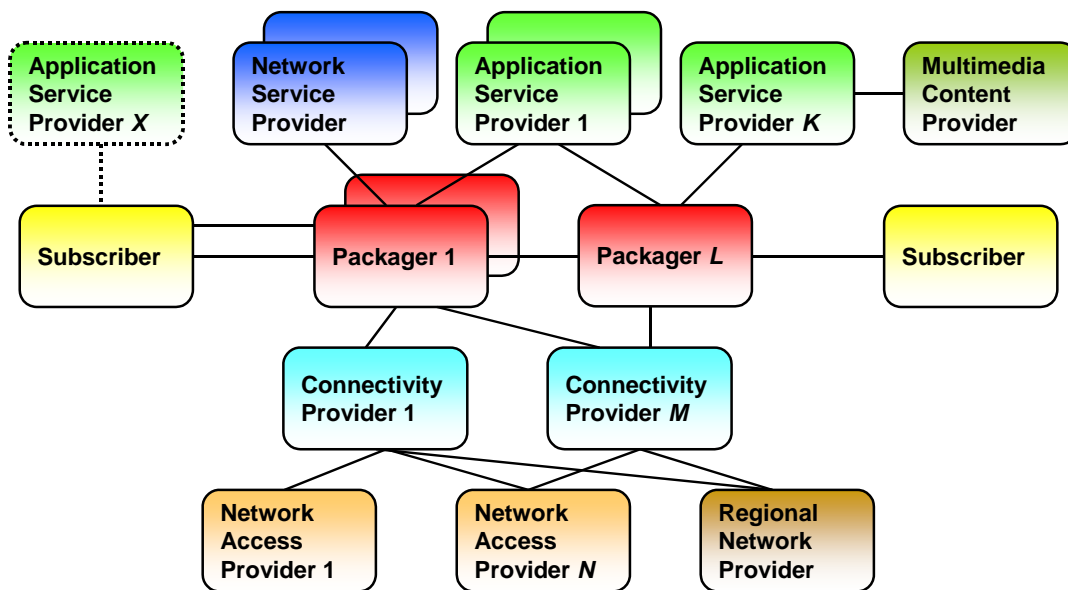 Application
Service
Provider X
Network
Service
Provider
Application
Service
Provider 1
Application
Service
Provider K
Multimedia
Content
Provider
Subscriber
Packager 1
Packager L
Subscriber
Connectivity
Provider 1
Connectivity
Provider M
Network
Access
Provider 1
Network
Access
Provider N
Regional
Network
Provider